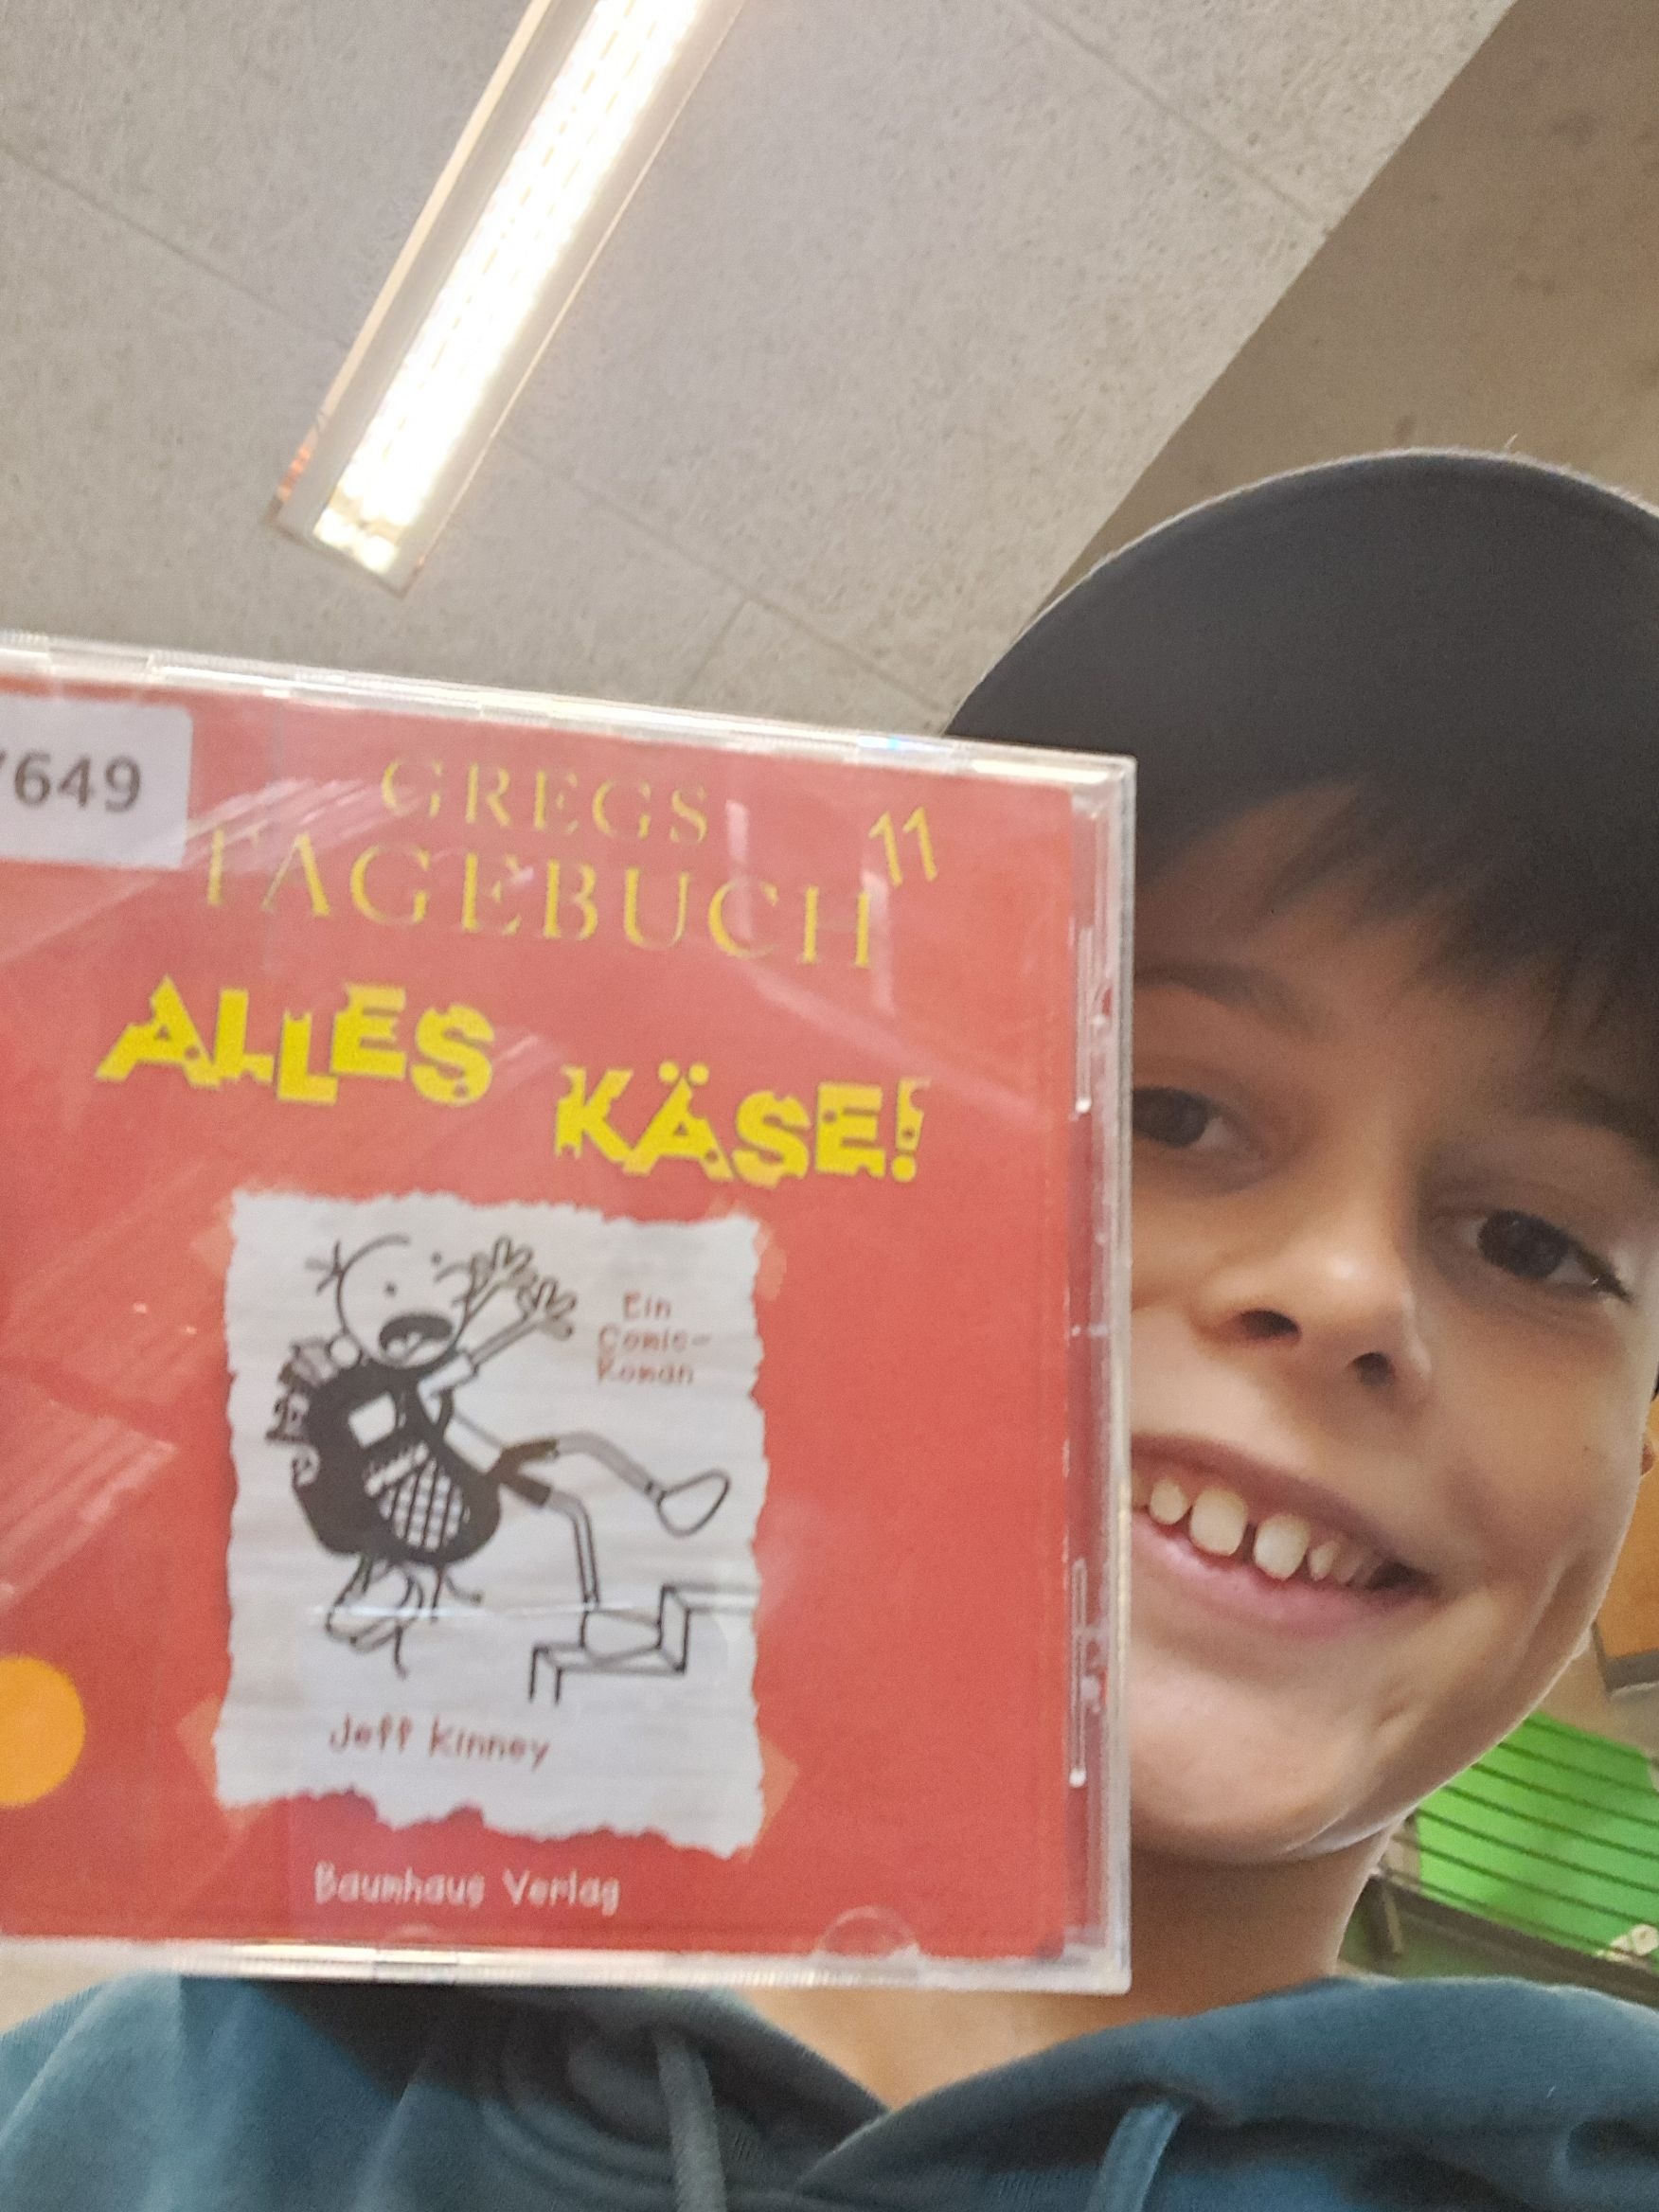 7649
GREGS
TAGEBUCH 11
ALLES KÄSE!
Ein
Comic-
Roman
Jeff Kinney
Baumhaus Verlag